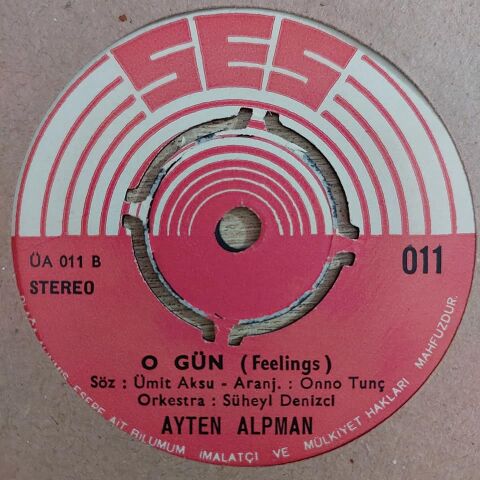 SES
ÜA 011 B
STEREO
011
O GÜN (Feelings)
Söz : Ümit Aksu - Aranj. : Onno Tunç
Orkestra : Süheyl Denizci
AYTEN ALPMAN
ESERE AİT BİLUMUM İMALATÇI VE MÜLKİYET HAKLARI MAHFUZDUR.